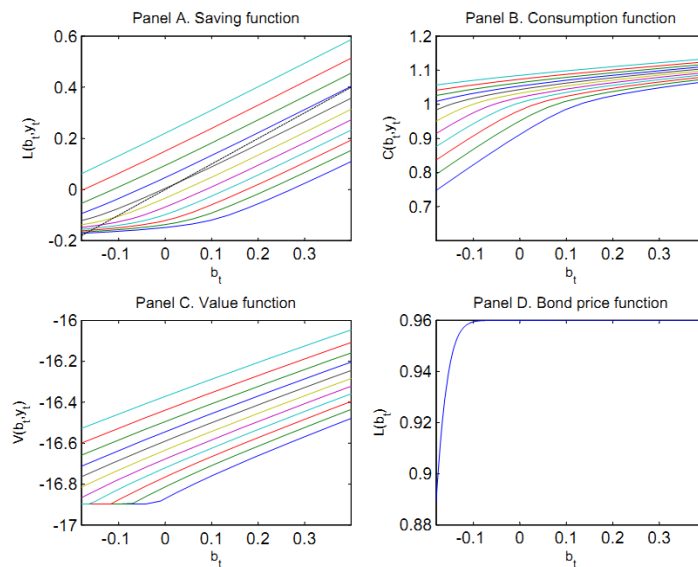 Panel A. Saving function
0.6
0.4
0.2
0
-0.2
-0.1 0 0.1 0.2 0.3
L(b_t,y_t)
b_t
Panel B. Consumption function
1.2
1.1
1
0.9
0.8
0.7
-0.1 0 0.1 0.2 0.3
C(b_t,y_t)
b_t
Panel C. Value function
-16
-16.2
-16.4
-16.6
-16.8
-17
-0.1 0 0.1 0.2 0.3
V(b_t,y_t)
b_t
Panel D. Bond price function
0.96
0.94
0.92
0.9
0.88
-0.1 0 0.1 0.2 0.3
L(b_t)
b_t